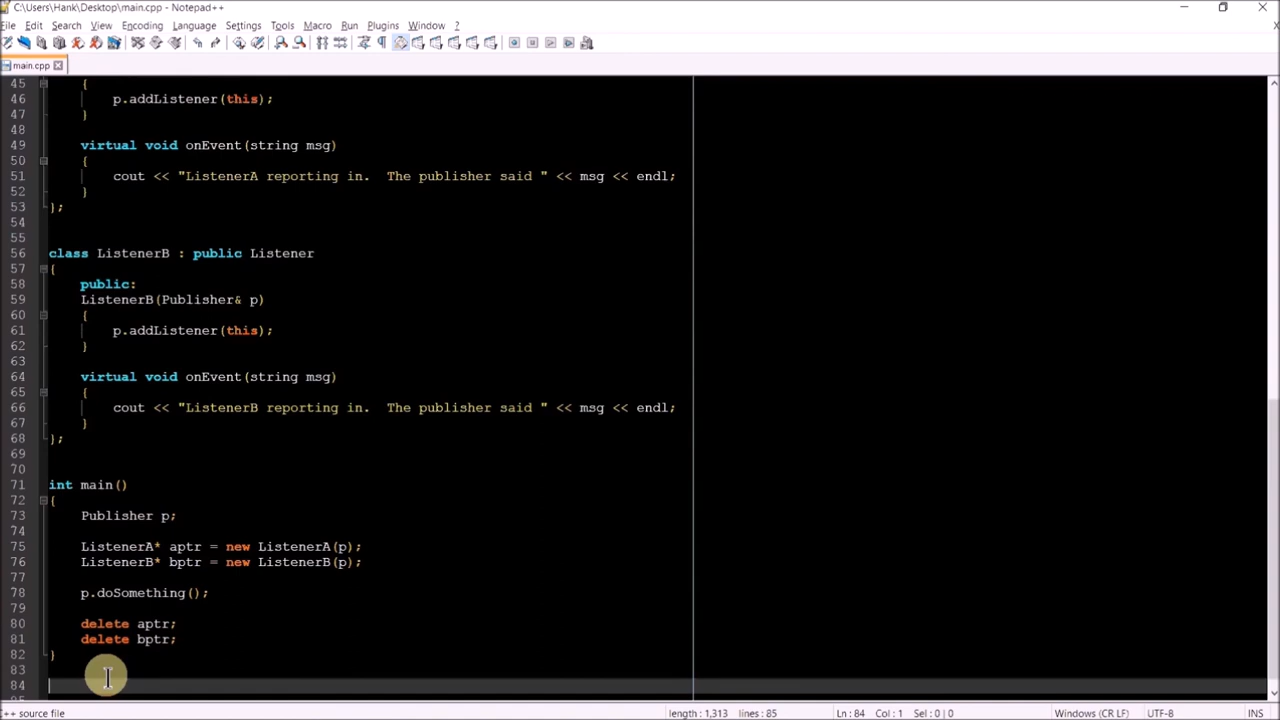 C:\Users\Hank\Desktop\main.cpp - Notepad++
File Edit Search View Encoding Language Settings Tools Macro Run Plugins Window ?
main.cpp
45 {
46 p.addListener(this);
47 }
48
49 virtual void onEvent(string msg)
50 {
51 cout << "ListenerA reporting in.  The publisher said " << msg << endl;
52 }
53 };
54
55
56 class ListenerB : public Listener
57 {
58 public:
59 ListenerB(Publisher& p)
60 {
61 p.addListener(this);
62 }
63
64 virtual void onEvent(string msg)
65 {
66 cout << "ListenerB reporting in.  The publisher said " << msg << endl;
67 }
68 };
69
70
71 int main()
72 {
73 Publisher p;
74
75 ListenerA* aptr = new ListenerA(p);
76 ListenerB* bptr = new ListenerB(p);
77
78 p.doSomething();
79
80 delete aptr;
81 delete bptr;
82 }
83
84
85
C++ source file length : 1,313 lines : 85 Ln : 84 Col : 1 Sel : 0 | 0 Windows (CR LF) UTF-8 INS